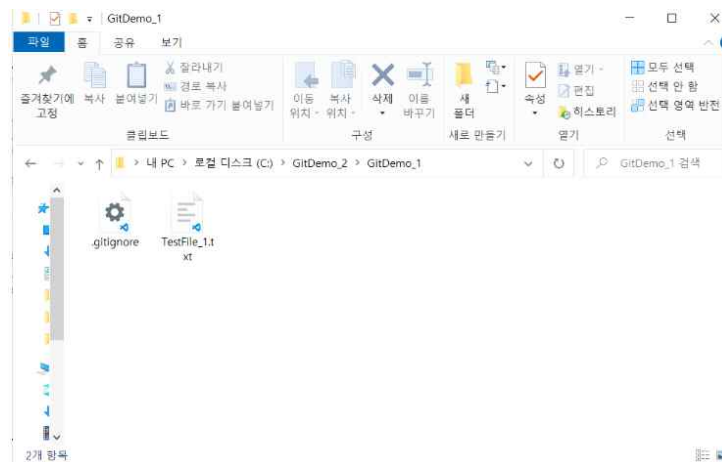 GitDemo_1
파일 홈 공유 보기
즐겨찾기에 고정
복사
붙여넣기
잘라내기
경로 복사
바로 가기 붙여넣기
클립보드
이동 위치
복사 위치
삭제
이름 바꾸기
구성
새 폴더
새로 만들기
속성
열기
편집
히스토리
열기
모두 선택
선택 안 함
선택 영역 반전
선택
내 PC > 로컬 디스크 (C:) > GitDemo_2 > GitDemo_1
GitDemo_1 검색
.gitignore
TestFile_1.t
xt
2개 항목